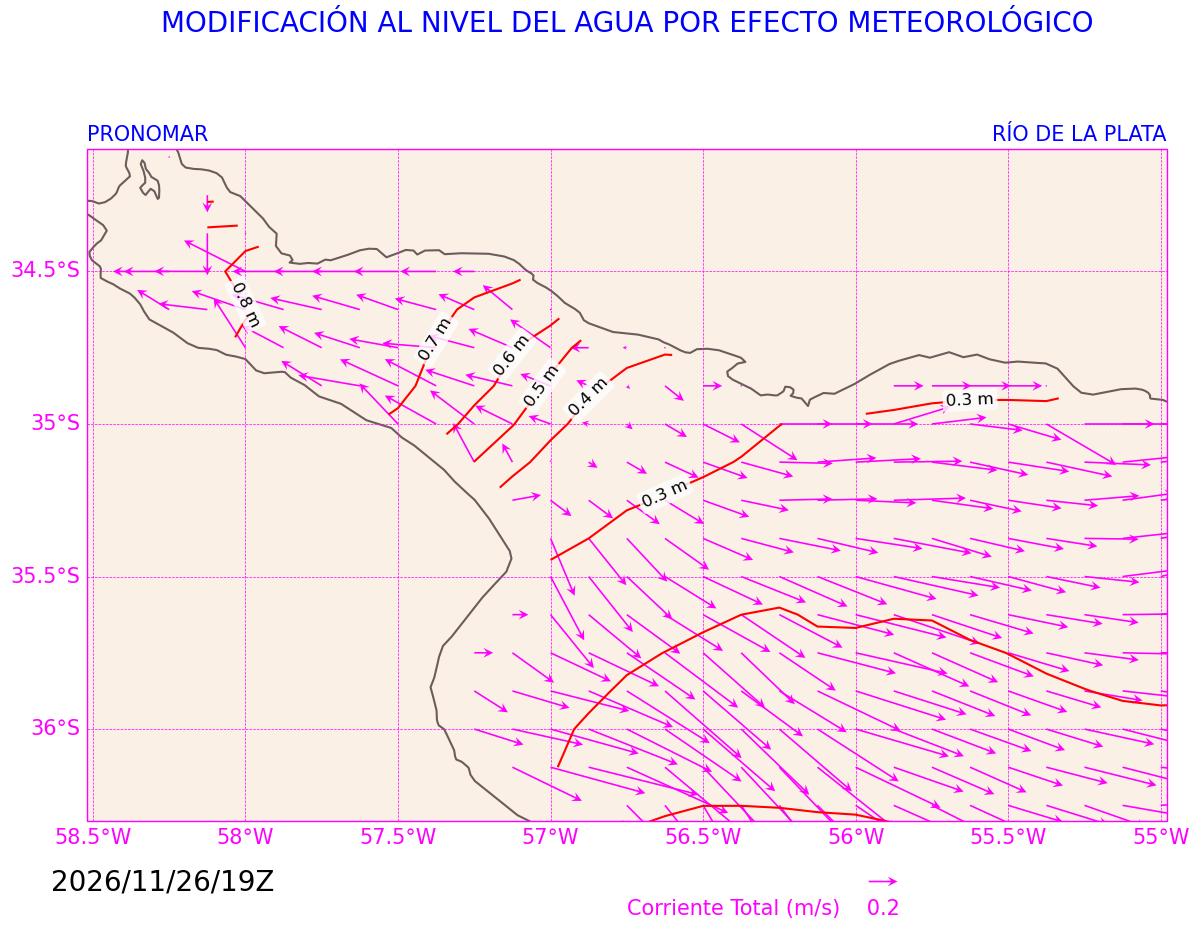 MODIFICACIÓN AL NIVEL DEL AGUA POR EFECTO METEOROLÓGICO
PRONOMAR
RÍO DE LA PLATA
34.5°S
35°S
35.5°S
36°S
0.8 m
0.7 m
0.6 m
0.5 m
0.4 m
0.3 m
0.3 m
58.5°W
58°W
57.5°W
57°W
56.5°W
56°W
55.5°W
55°W
2026/11/26/19Z
Corriente Total (m/s) 0.2